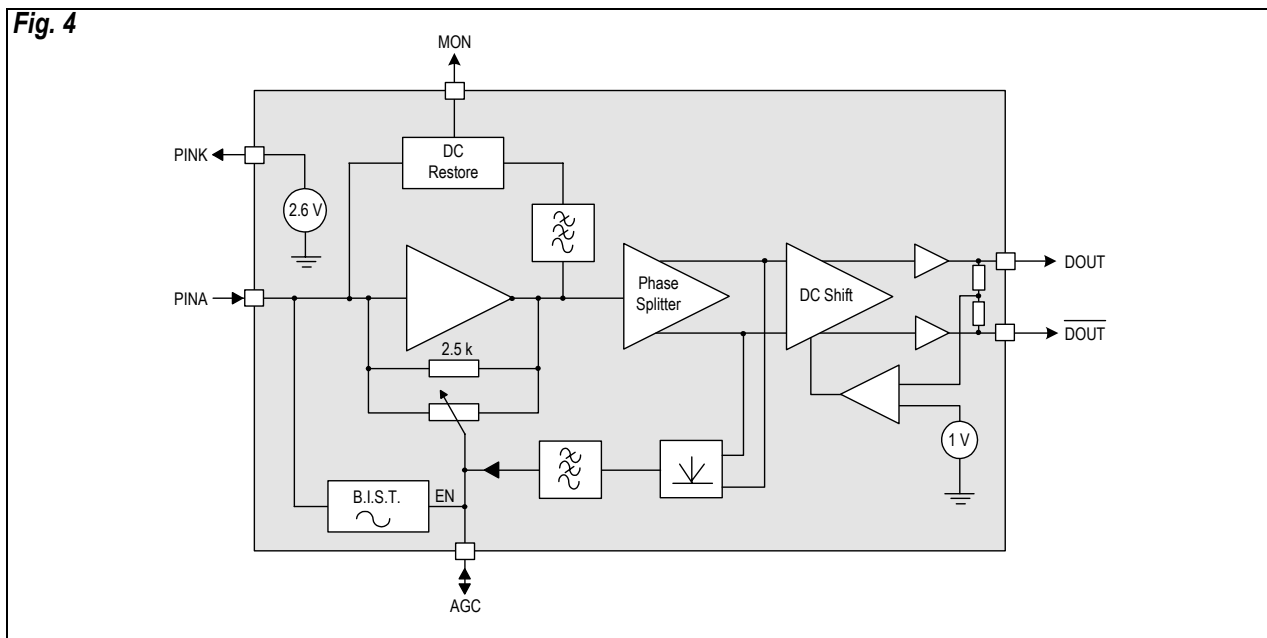 Fig. 4
MON
PINK
DC
Restore
2.6 V
PINA
Phase
Splitter
DC Shift
DOUT
DOUT
2.5 k
1 V
B.I.S.T.
EN
AGC